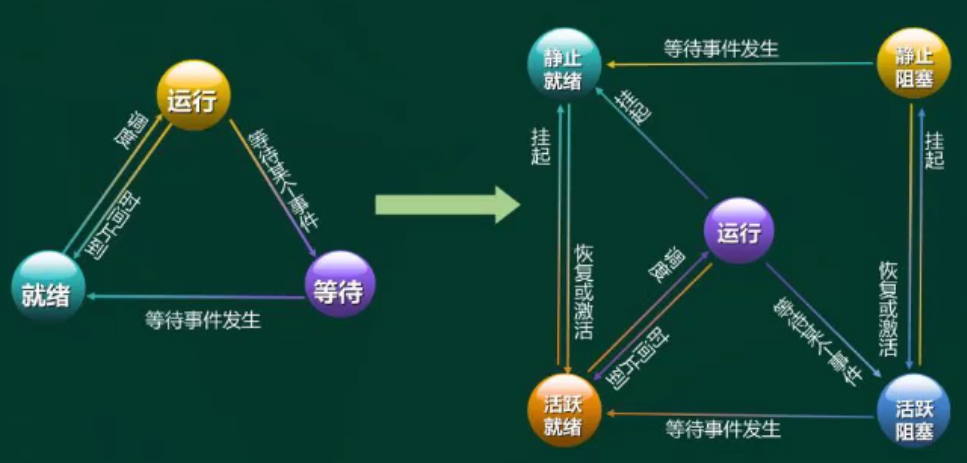 运行
调度
时间片到
等待某个事件
就绪
等待
等待事件发生
静止
就绪
等待事件发生
静止
阻塞
挂起
挂起
挂起
运行
恢复或激活
调度
时间片到
等待某个事件
恢复或激活
活跃
就绪
等待事件发生
活跃
阻塞